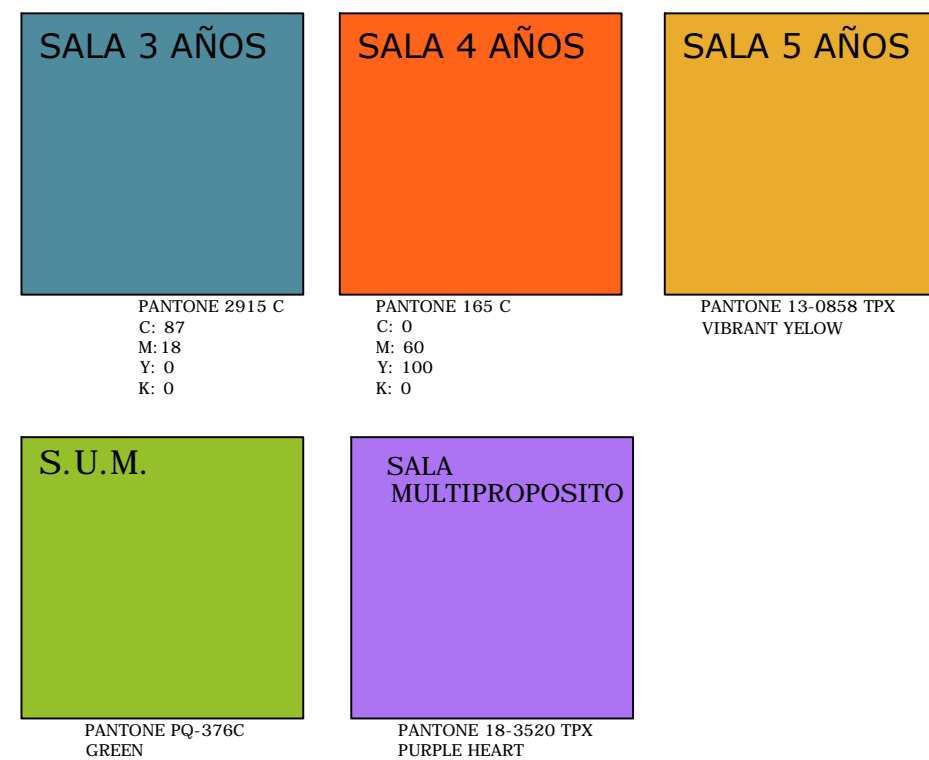 SALA 3 AÑOS
PANTONE 2915 C
C: 87
M: 18
Y: 0
K: 0
SALA 4 AÑOS
PANTONE 165 C
C: 0
M: 60
Y: 100
K: 0
SALA 5 AÑOS
PANTONE 13-0858 TPX
VIBRANT YELOW
S.U.M.
PANTONE PQ-376C
GREEN
SALA
MULTIPROPOSITO
PANTONE 18-3520 TPX
PURPLE HEART